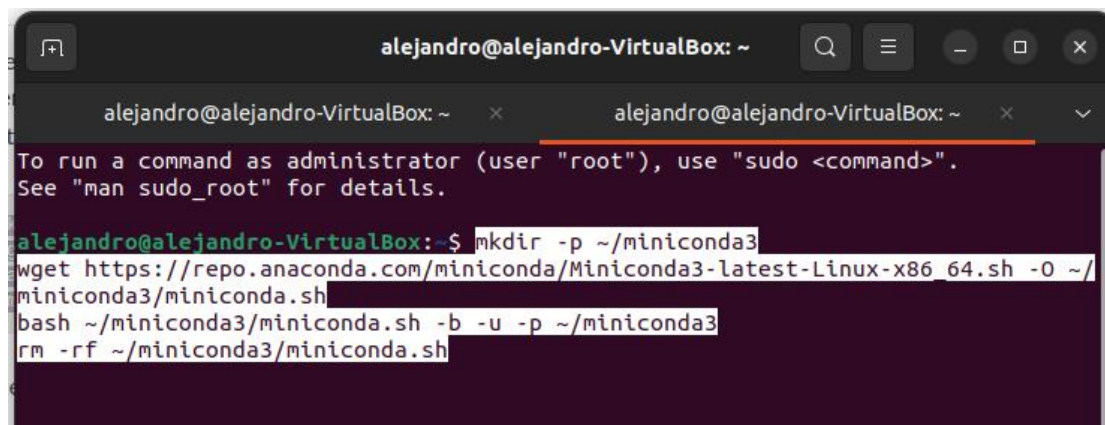 alejandro@alejandro-VirtualBox: ~
alejandro@alejandro-VirtualBox: ~
alejandro@alejandro-VirtualBox: ~
To run a command as administrator (user "root"), use "sudo <command>".
See "man sudo_root" for details.
alejandro@alejandro-VirtualBox:~$ mkdir -p ~/miniconda3
wget https://repo.anaconda.com/miniconda/Miniconda3-latest-Linux-x86_64.sh -O ~/
miniconda3/miniconda.sh
bash ~/miniconda3/miniconda.sh -b -u -p ~/miniconda3
rm -rf ~/miniconda3/miniconda.sh